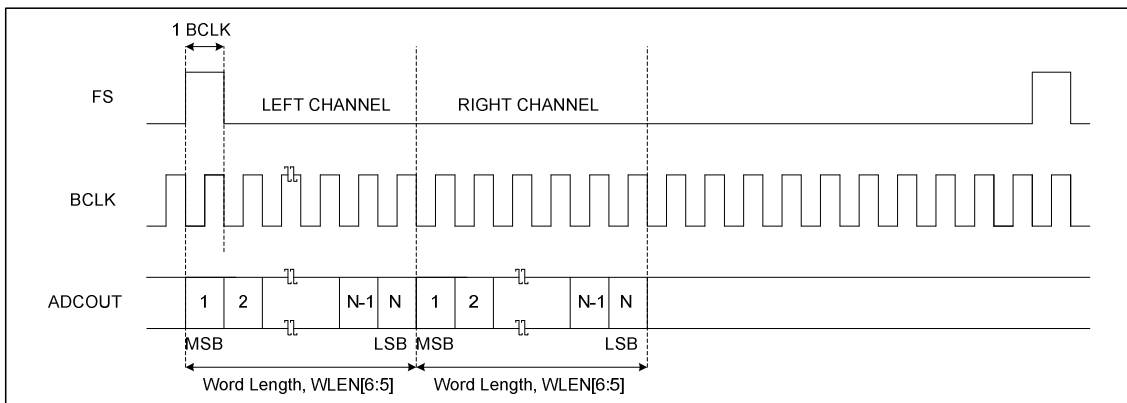 1 BCLK
FS
LEFT CHANNEL
RIGHT CHANNEL
BCLK
ADCOUT
1 2 N-1 N 1 2 N-1 N
MSB LSB MSB LSB
Word Length, WLEN[6:5] Word Length, WLEN[6:5]